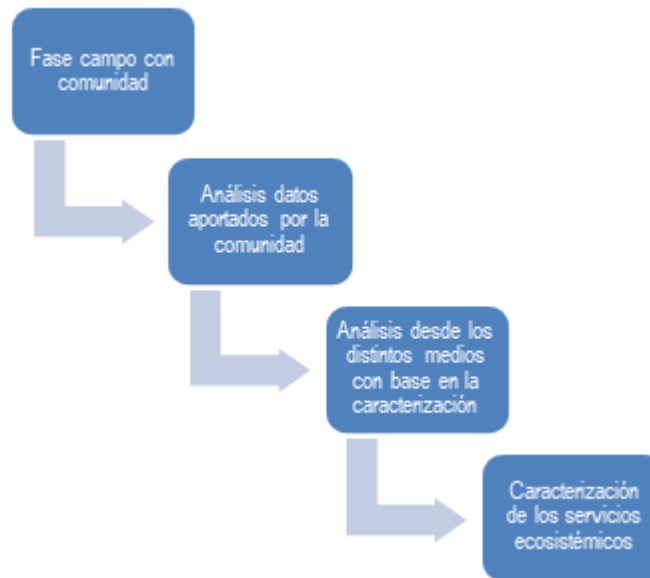 Fase campo con
comunidad
Análisis datos
aportados por la
comunidad
Análisis desde los
distintos medios
con base en la
caracterización
Caracterización
de los servicios
ecosistémicos